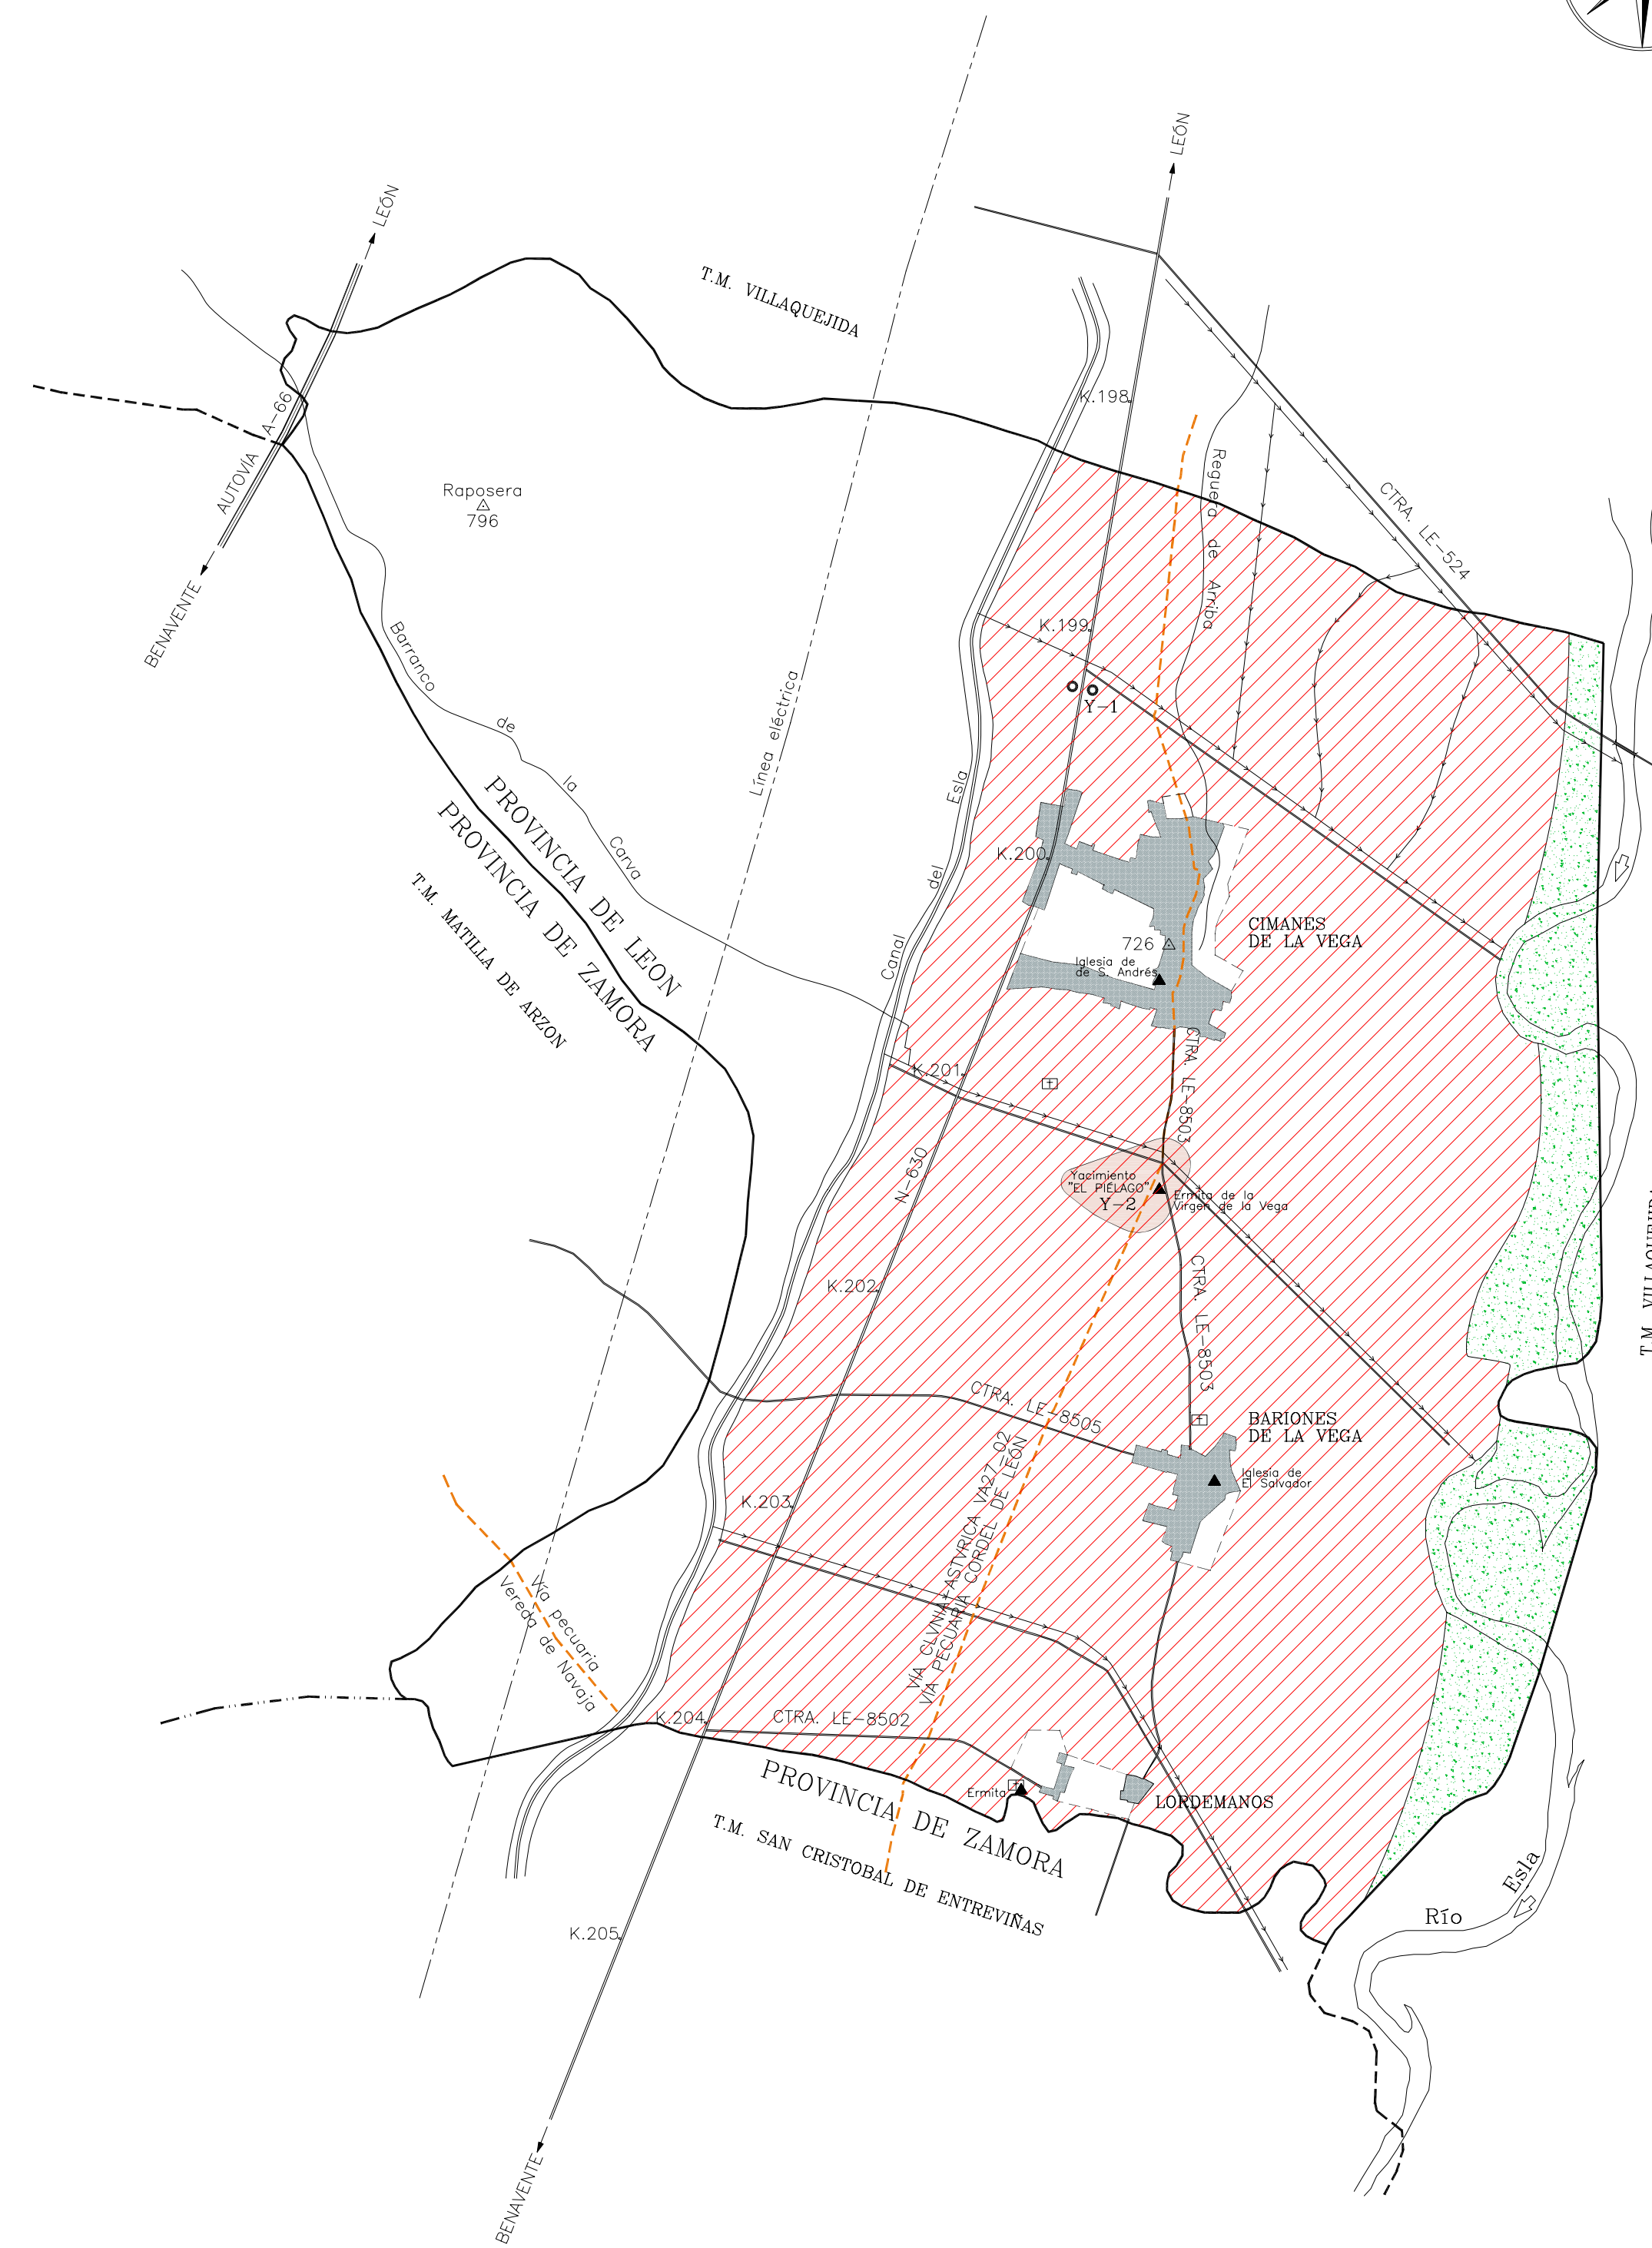 LEÓN
LEÓN
T.M. VILLAQUEJIDA
K.198
AUTOVÍA A-66
BENAVENTE
Raposera
796
Reguera de Arriba
CTRA. LE-524
K.199
Y-1
Barranco de la Carva
Línea eléctrica
Canal del Esla
PROVINCIA DE LEON
PROVINCIA DE ZAMORA
T.M. MATILLA DE ARZON
K.200
CIMANES
DE LA VEGA
726
Iglesia de
de S. Andrés
K.201
CTRA. LE-8503
N-630
Yacimiento
"EL PIÉLAGO"
Y-2
Ermita de la
Virgen de la Vega
T.M. VILLAQUEJIDA
K.202
CTRA. LE-8503
CTRA. LE-8505
BARIONES
DE LA VEGA
Iglesia de
El Salvador
K.203
VÍA CLVNIA-ASTVRICA VA27-02
VÍA PECUARIA CORDEL DE LEÓN
Vía pecuaria
Vereda de Navaja
K.204
CTRA. LE-8502
Ermita
LORDEMANOS
PROVINCIA DE ZAMORA
T.M. SAN CRISTOBAL DE ENTREVIÑAS
Río Esla
K.205
BENAVENTE